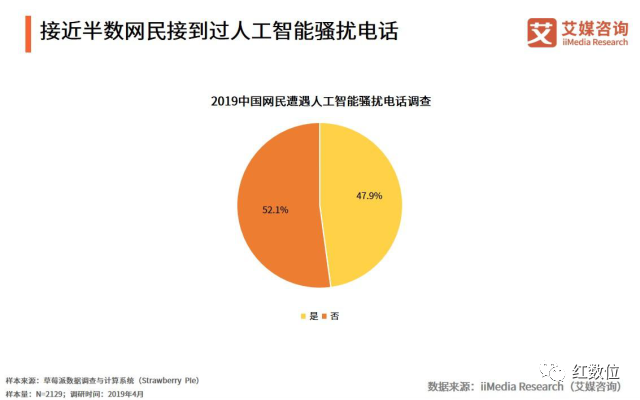 接近半数网民接到过人工智能骚扰电话
艾媒咨询
iiMedia Research
2019中国网民遭遇人工智能骚扰电话调查
47.9%
52.1%
是 否
样本来源：草莓派数据调查与计算系统（Strawberry Pie）
样本量：N=2129；调研时间：2019年4月
红数位
数据来源：iiMedia Research（艾媒咨询）